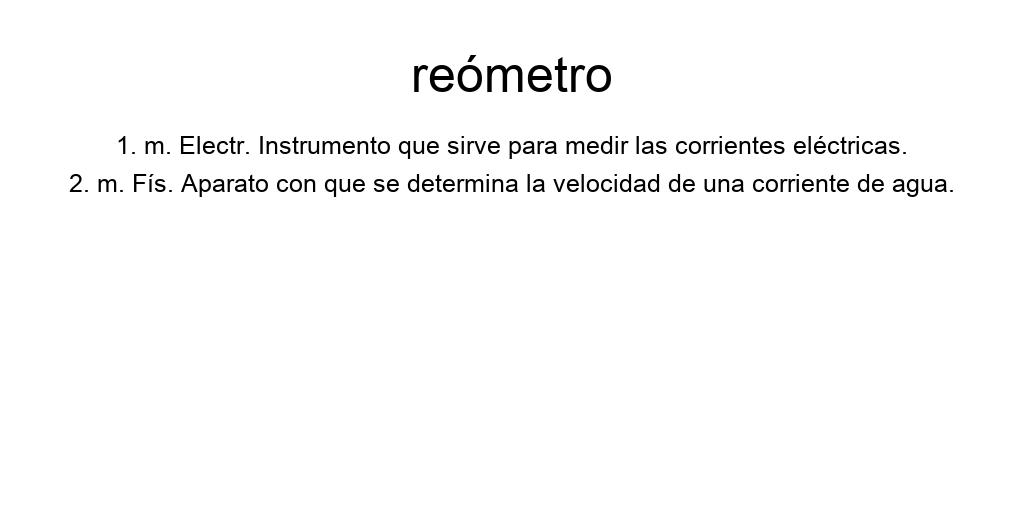 reómetro
1. m. Electr. Instrumento que sirve para medir las corrientes eléctricas.
2. m. Fís. Aparato con que se determina la velocidad de una corriente de agua.